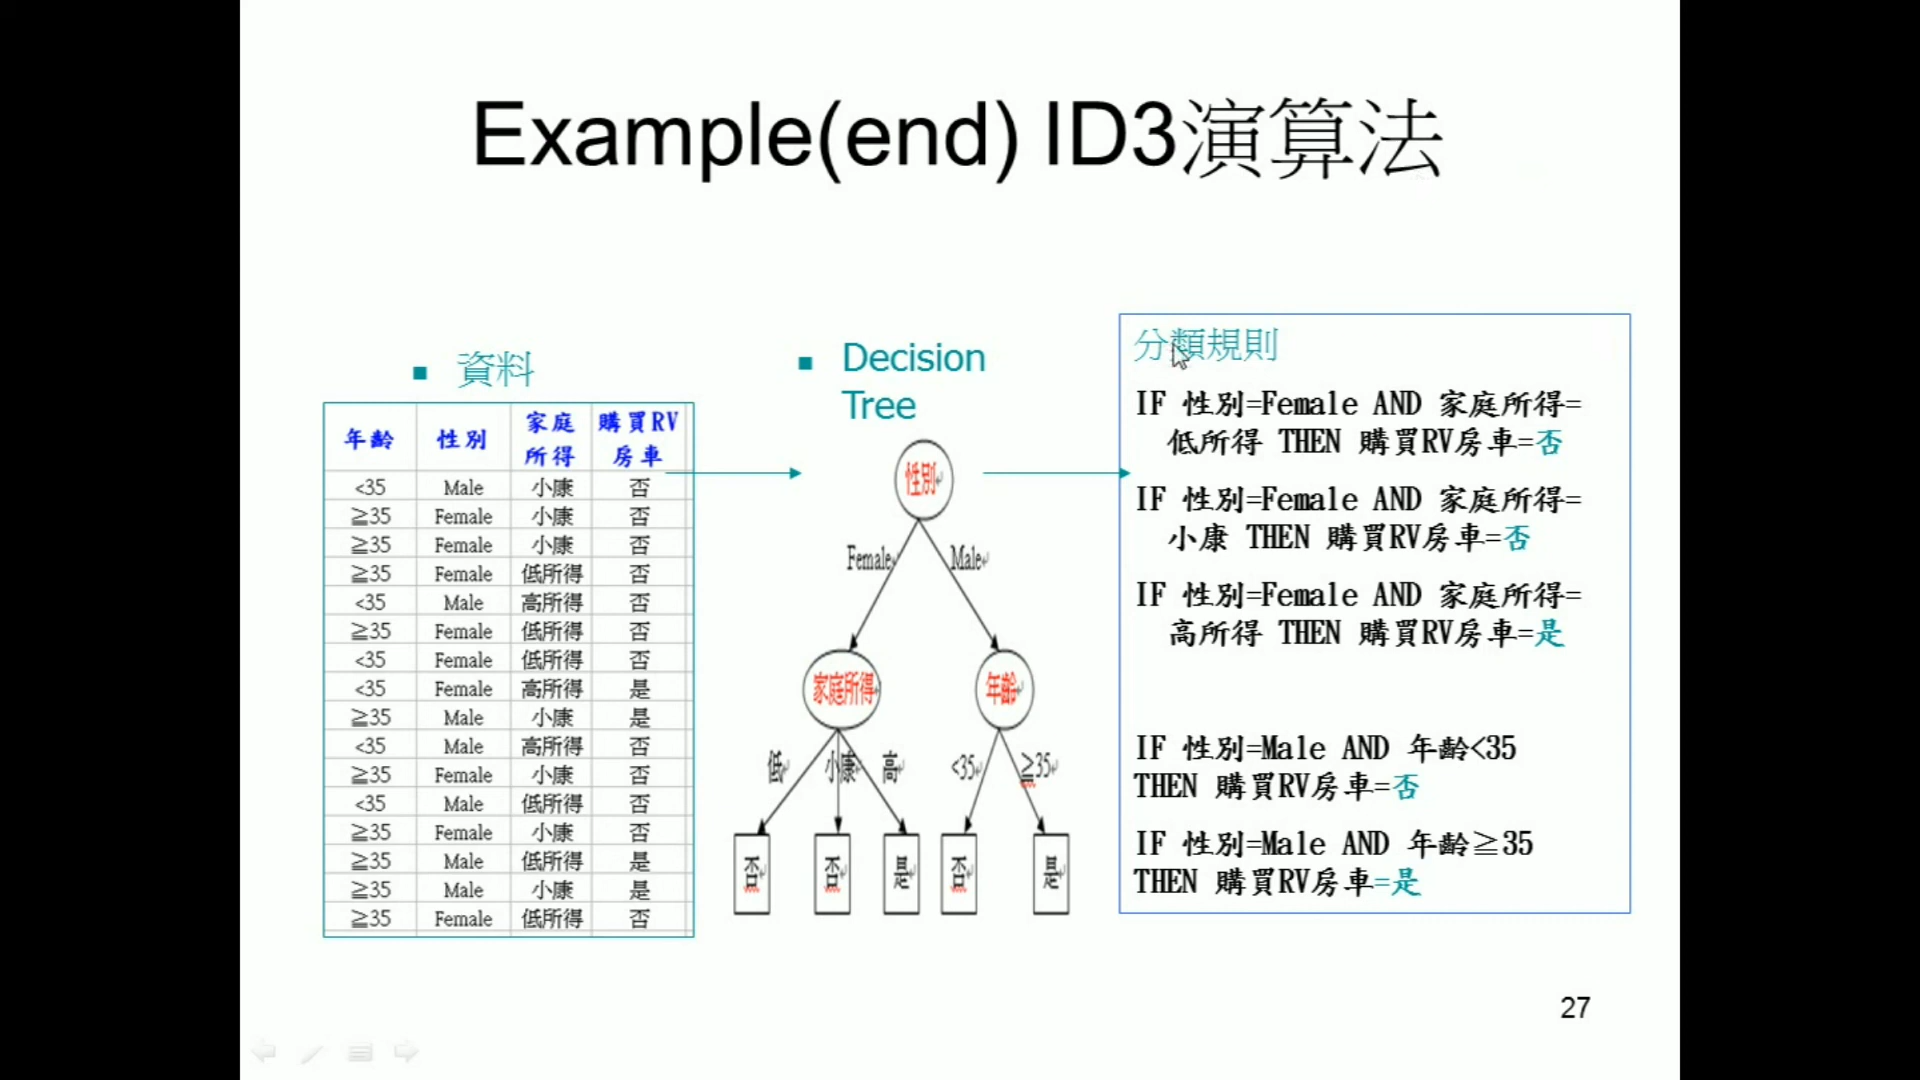 Example(end) ID3演算法
資料
年齡 性別 家庭所得 購買RV房車
<35 Male 小康 否
≧35 Female 小康 否
≧35 Female 小康 否
≧35 Female 低所得 否
<35 Male 高所得 否
≧35 Female 低所得 否
<35 Female 低所得 否
<35 Female 高所得 是
≧35 Male 小康 是
<35 Male 高所得 否
≧35 Female 小康 否
<35 Male 低所得 否
≧35 Female 小康 否
≧35 Male 低所得 是
≧35 Male 小康 是
≧35 Female 低所得 否
Decision
Tree
性別
Female Male
家庭所得 年齡
低 小康 高 <35 ≧35
否 否 是 否 是
分類規則
IF 性別=Female AND 家庭所得=
低所得 THEN 購買RV房車=否
IF 性別=Female AND 家庭所得=
小康 THEN 購買RV房車=否
IF 性別=Female AND 家庭所得=
高所得 THEN 購買RV房車=是
IF 性別=Male AND 年齡<35
THEN 購買RV房車=否
IF 性別=Male AND 年齡≧35
THEN 購買RV房車=是
27